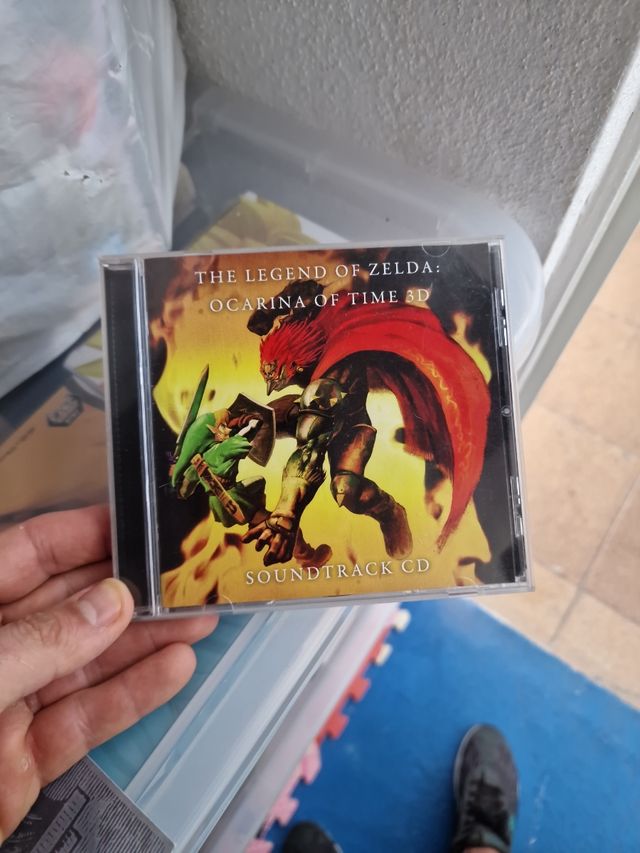 THE LEGEND OF ZELDA:
OCARINA OF TIME 3D
SOUNDTRACK CD